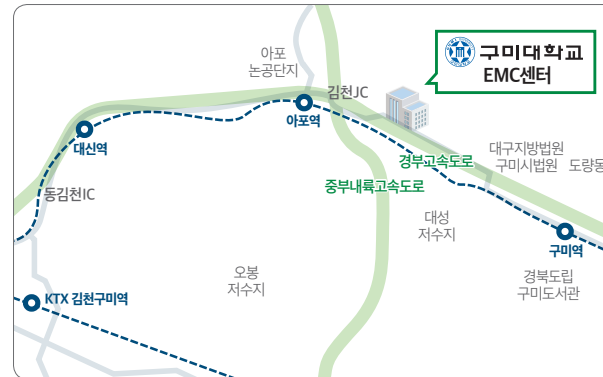 구미대학교
EMC센터
아포
논공단지
김천JC
아포역
대신역
경부고속도로
대구지방법원
구미시법원 도량동
중부내륙고속도로
동김천IC
대성
저수지
구미역
오봉
저수지
경북도립
구미도서관
KTX 김천구미역